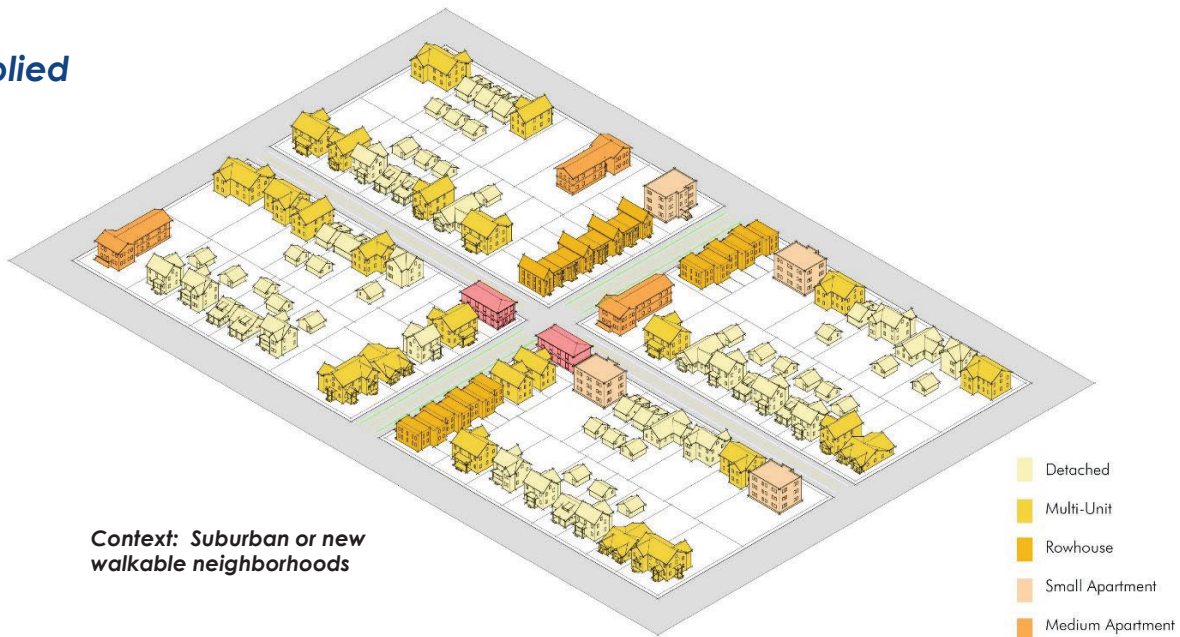 plied
Context: Suburban or new
walkable neighborhoods
Detached
Multi-Unit
Rowhouse
Small Apartment
Medium Apartment